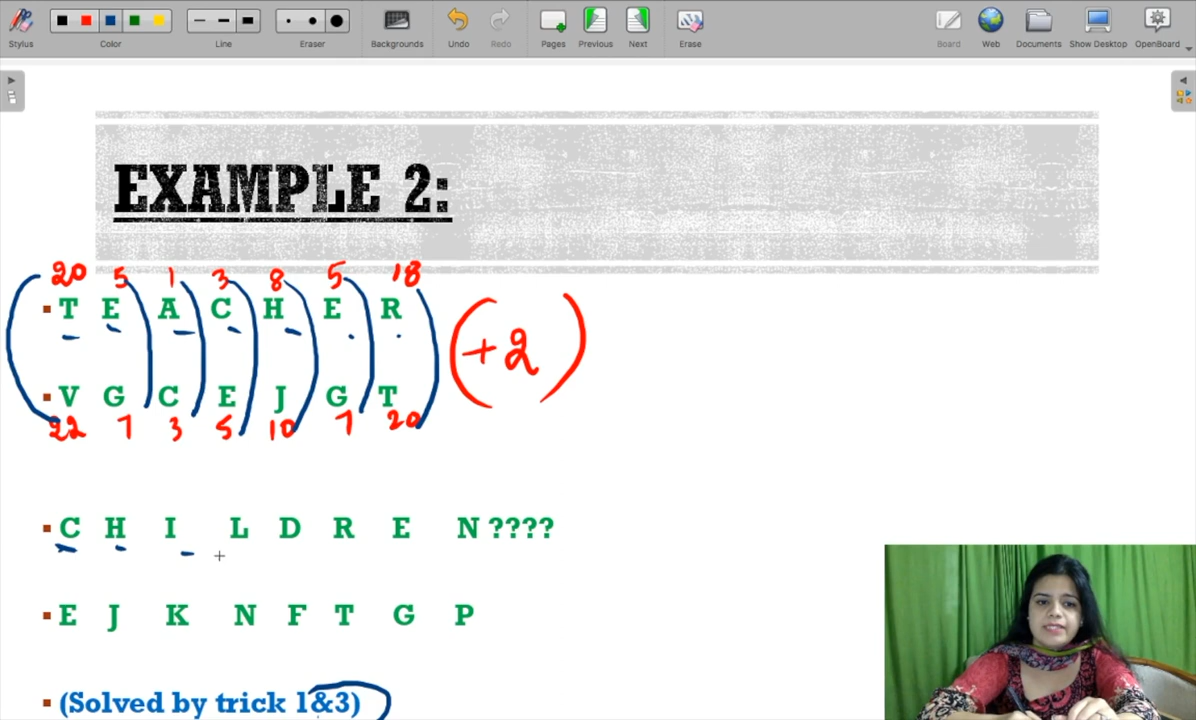 Stylus Color Line Eraser Backgrounds Undo Redo Pages Previous Next Erase Board Web Documents Show Desktop OpenBoard
EXAMPLE 2:
20 5 1 3 8 5 18
T E A C H E R
(+2)
V G C E J G T
22 7 3 5 10 7 20
C H I L D R E N ????
E J K N F T G P
(Solved by trick 1&3)